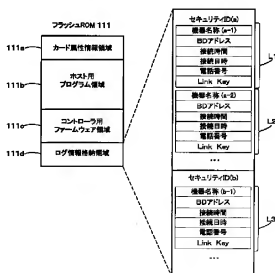 フラッシュROM 111
111a
カード属性情報領域
111b
ホスト用
プログラム領域
111c
コントローラ用
ファームウェア領域
111d
ログ情報格納領域
セキュリティID(a)
機器名称(a-1)
BDアドレス
接続時間
接続日時
電話番号
Link Key
L1
機器名称(a-2)
BDアドレス
接続時間
接続日時
電話番号
Link Key
L2
...
セキュリティID(b)
機器名称(b-1)
BDアドレス
接続時間
接続日時
電話番号
Link Key
L3
...